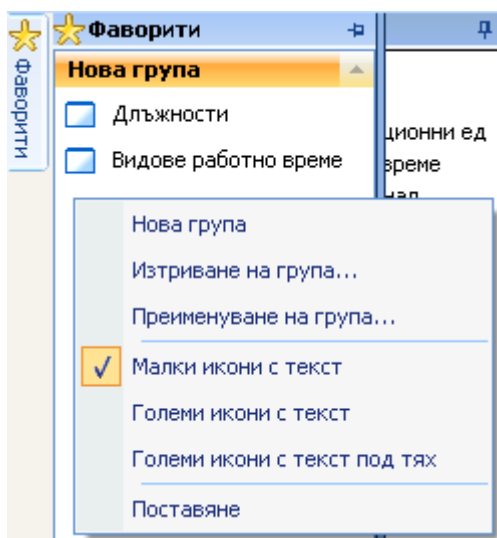 Фаворити
Фаворити
Нова група
Длъжности
Видове работно време
ционни ед
време
Нова група
Изтриване на група...
Преименуване на група...
Малки икони с текст
Големи икони с текст
Големи икони с текст под тях
Поставяне